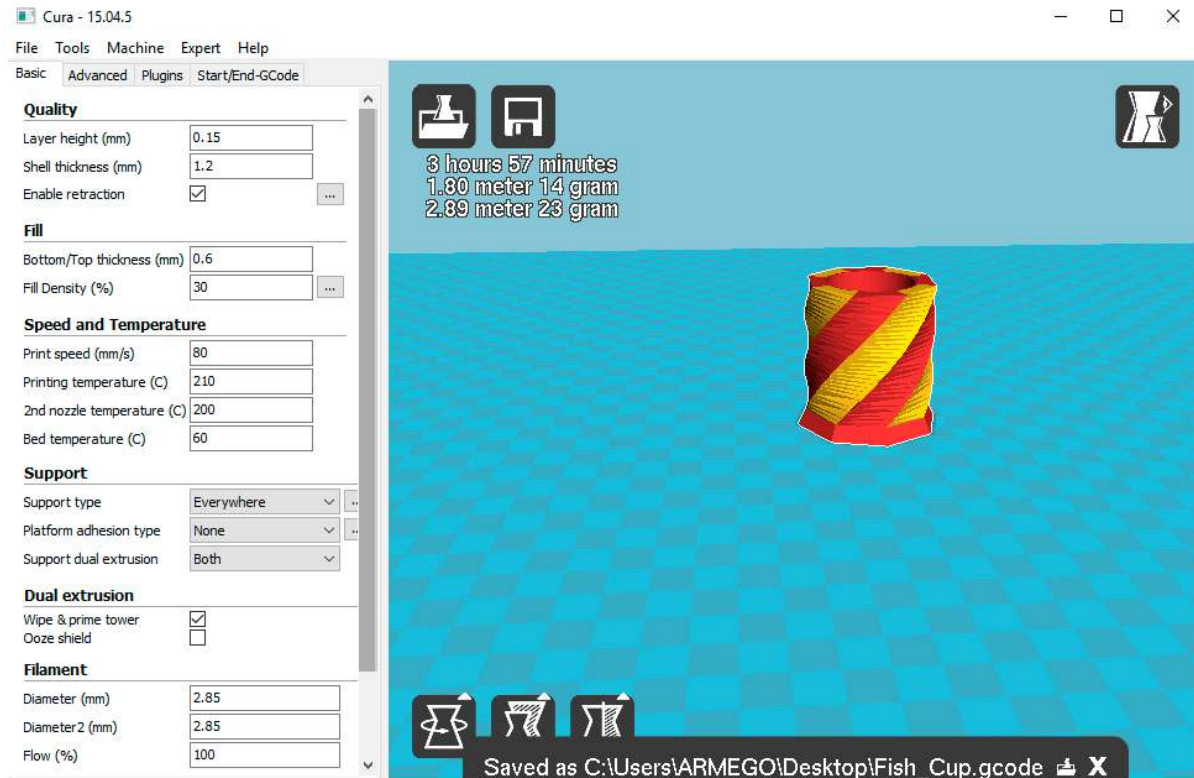 Cura - 15.04.5
File Tools Machine Expert Help
Basic Advanced Plugins Start/End-GCode
Quality
Layer height (mm) 0.15
Shell thickness (mm) 1.2
Enable retraction ...
Fill
Bottom/Top thickness (mm) 0.6
Fill Density (%) 30 ...
Speed and Temperature
Print speed (mm/s) 80
Printing temperature (C) 210
2nd nozzle temperature (C) 200
Bed temperature (C) 60
Support
Support type Everywhere ..
Platform adhesion type None ..
Support dual extrusion Both
Dual extrusion
Wipe & prime tower
Ooze shield
Filament
Diameter (mm) 2.85
Diameter2 (mm) 2.85
Flow (%) 100
3 hours 57 minutes
1.80 meter 14 gram
2.89 meter 23 gram
Saved as C:\Users\ARMEGO\Desktop\Fish_Cup.gcode X